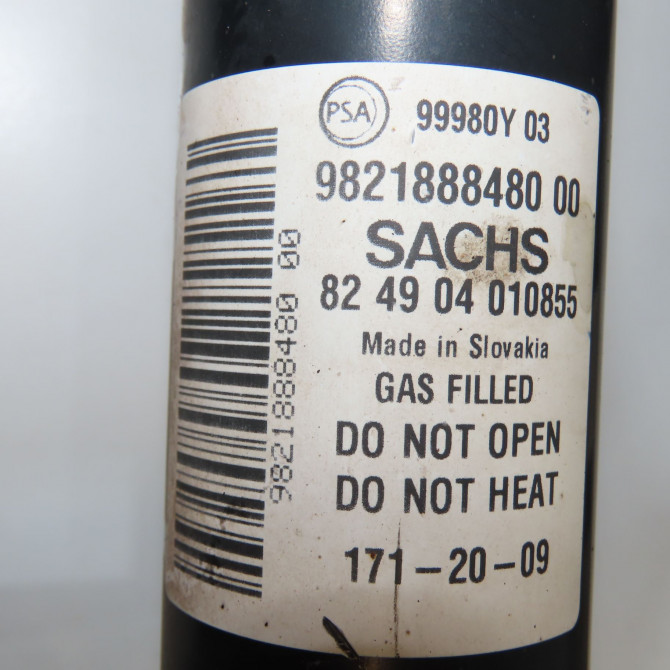 PSA 99980Y 03
9821888480 00
SACHS
82 49 04 010855
Made in Slovakia
GAS FILLED
DO NOT OPEN
DO NOT HEAT
171-20-09
9821888480 00